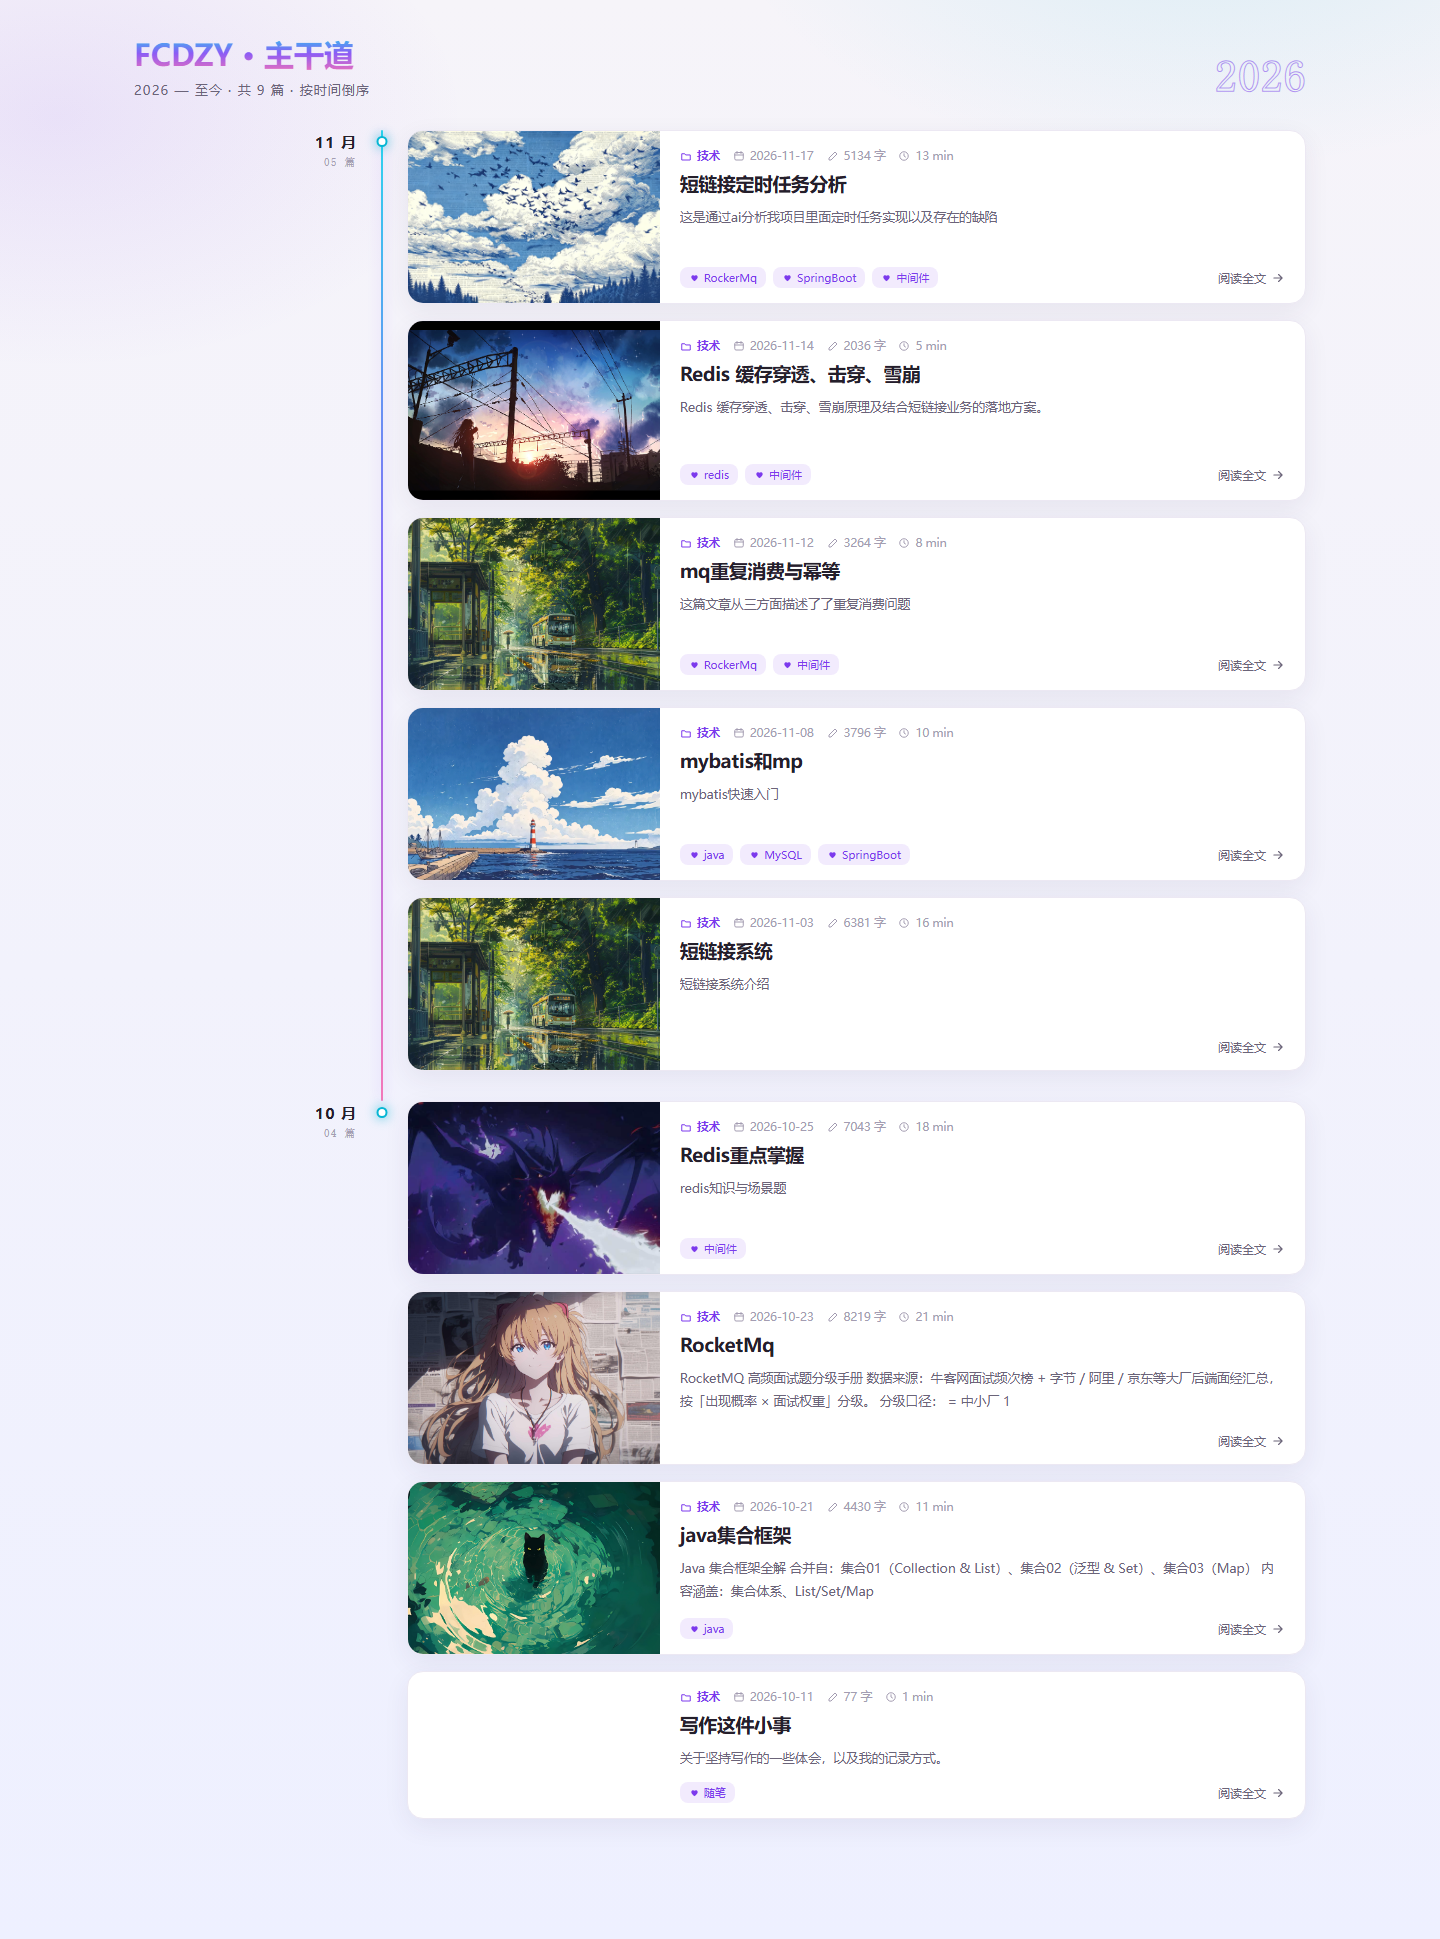 FCDZY • 主干道
2026 — 至今 · 共 9 篇 · 按时间倒序
2026
11 月
05 篇
技术 2026-11-17 5134 字 13 min
短链接定时任务分析
这是通过ai分析我项目里面定时任务实现以及存在的缺陷
RockerMq SpringBoot 中间件 阅读全文
技术 2026-11-14 2036 字 5 min
Redis 缓存穿透、击穿、雪崩
Redis 缓存穿透、击穿、雪崩原理及结合短链接业务的落地方案。
redis 中间件 阅读全文
技术 2026-11-12 3264 字 8 min
mq重复消费与幂等
这篇文章从三方面描述了了重复消费问题
RockerMq 中间件 阅读全文
技术 2026-11-08 3796 字 10 min
mybatis和mp
mybatis快速入门
java MySQL SpringBoot 阅读全文
技术 2026-11-03 6381 字 16 min
短链接系统
短链接系统介绍
阅读全文
10 月
04 篇
技术 2026-10-25 7043 字 18 min
Redis重点掌握
redis知识与场景题
中间件 阅读全文
技术 2026-10-23 8219 字 21 min
RocketMq
RocketMQ 高频面试题分级手册 数据来源：牛客网面试频次榜 + 字节 / 阿里 / 京东等大厂后端面经汇总，
按「出现概率 × 面试权重」分级。 分级口径： = 中小厂 1
阅读全文
技术 2026-10-21 4430 字 11 min
java集合框架
Java 集合框架全解 合并自：集合01（Collection & List）、集合02（泛型 & Set）、集合03（Map） 内
容涵盖：集合体系、List/Set/Map
java 阅读全文
技术 2026-10-11 77 字 1 min
写作这件小事
关于坚持写作的一些体会，以及我的记录方式。
随笔 阅读全文